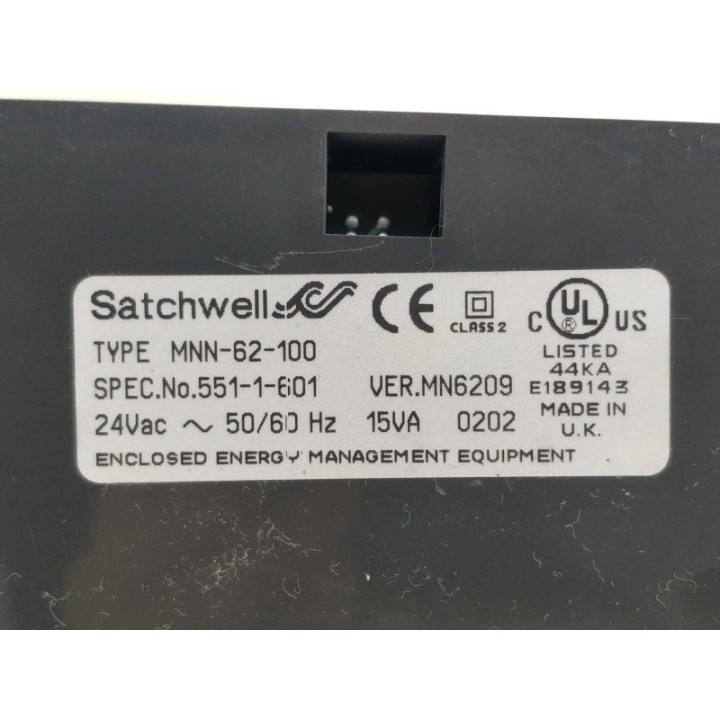 Satchwell CE CLASS 2 C UL ® US
TYPE MNN-62-100 LISTED
44KA
SPEC.No.551-1-601 VER.MN6209 E189143
24Vac ~ 50/60 Hz 15VA 0202 MADE IN
U.K.
ENCLOSED ENERGY MANAGEMENT EQUIPMENT